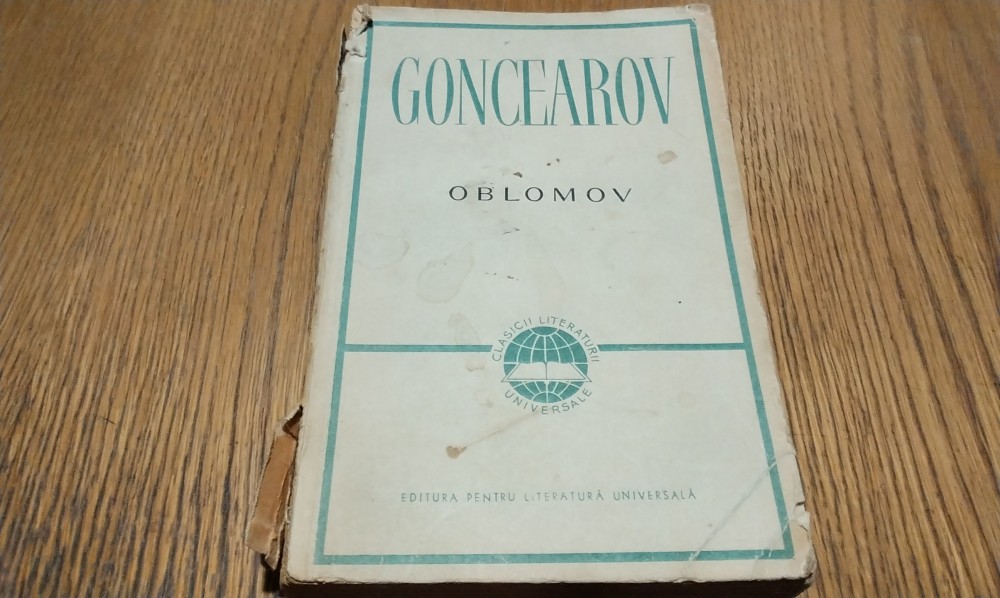 GONCEAROV
OBLOMOV
CLASICII LITERATURII
UNIVERSALE
EDITURA PENTRU LITERATURĂ UNIVERSALĂ